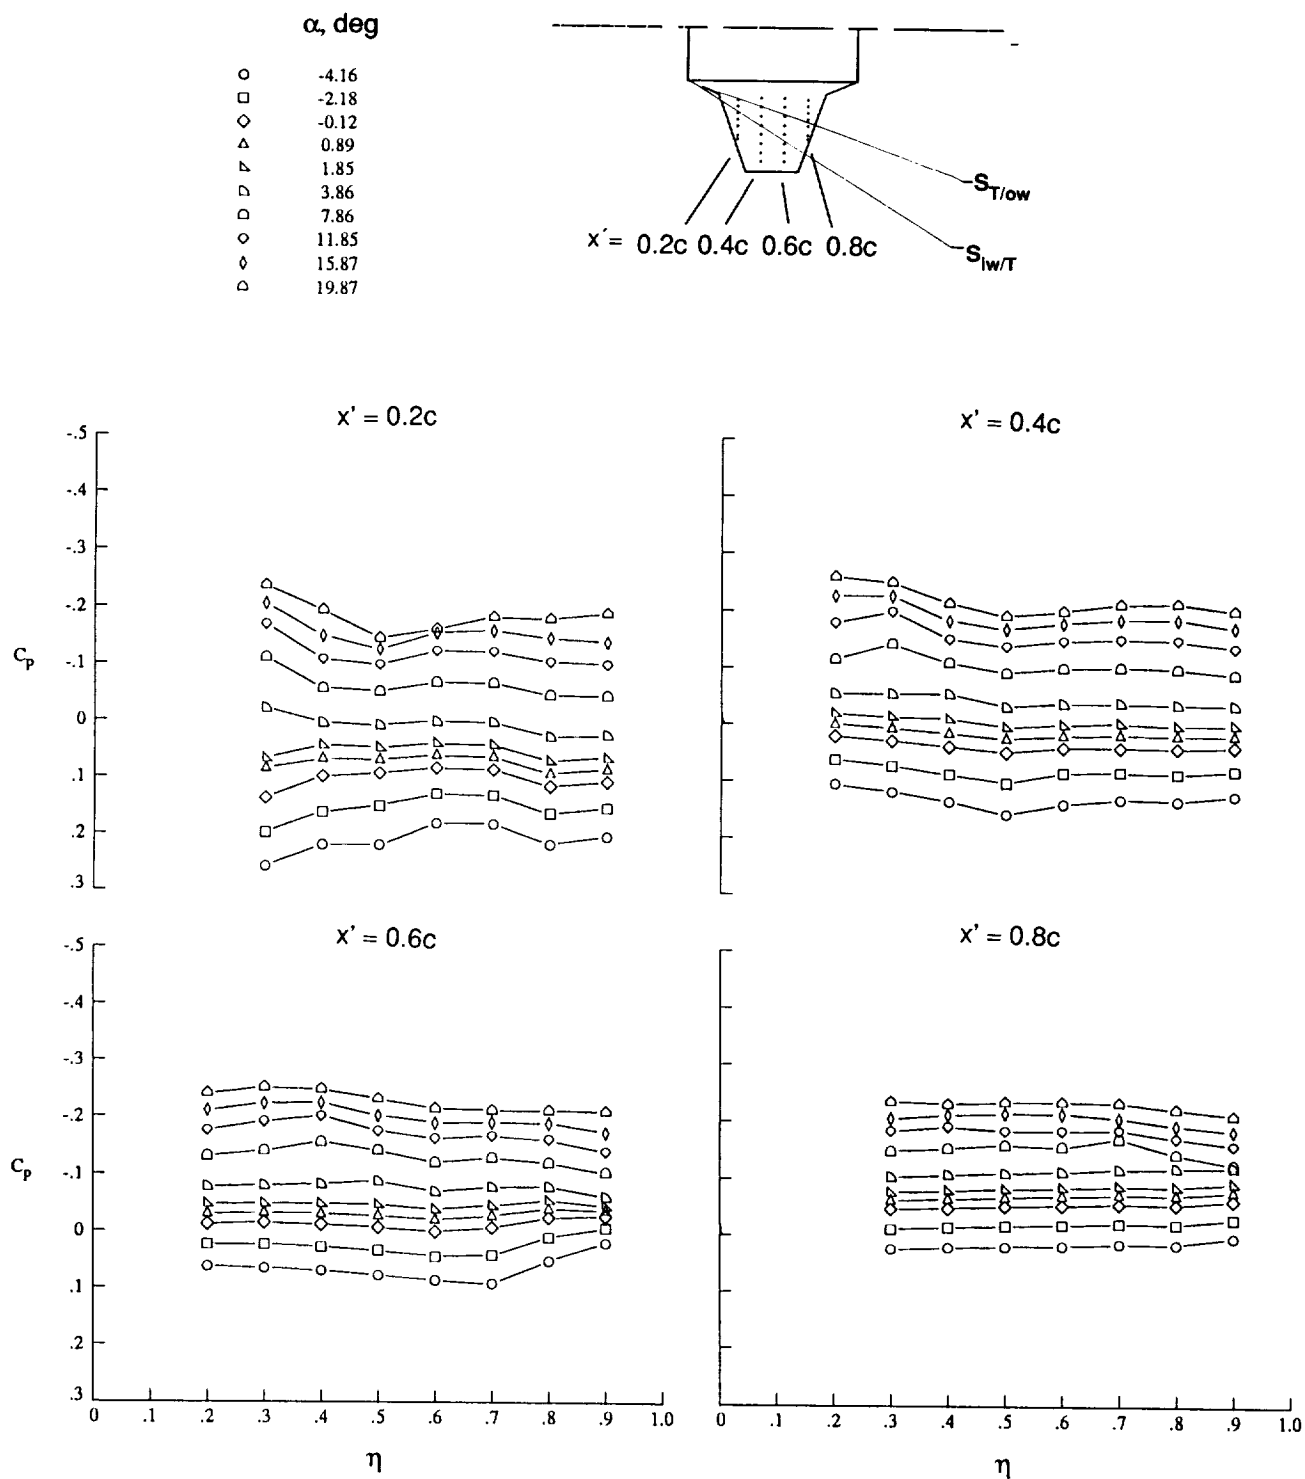 α, deg
-4.16
-2.18
-0.12
0.89
1.85
3.86
7.86
11.85
15.87
19.87
S_T/ow
S_lw/T
x´= 0.2c 0.4c 0.6c 0.8c
x' = 0.2c
-.5
-.4
-.3
-.2
-.1
0
.1
.2
.3
C_p
x' = 0.4c
x' = 0.6c
-.5
-.4
-.3
-.2
-.1
0
.1
.2
.3
C_p
0 .1 .2 .3 .4 .5 .6 .7 .8 .9 1.0
η
x' = 0.8c
0 .1 .2 .3 .4 .5 .6 .7 .8 .9 1.0
η